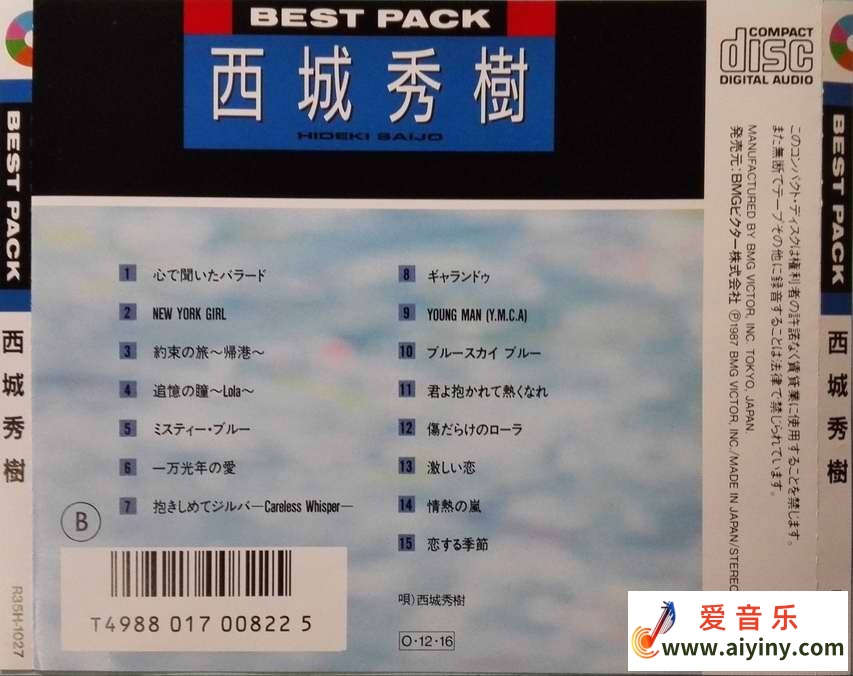 BEST PACK
西城秀樹
HIDEKI SAIJO
COMPACT
disc
DIGITAL AUDIO
BEST PACK
西城秀樹
R35H-1027
1 心で聞いたバラード
2 NEW YORK GIRL
3 約束の旅〜帰港〜
4 追憶の瞳〜Lola〜
5 ミスティー・ブルー
6 一万光年の愛
7 抱きしめてジルバ―Careless Whisper―
8 ギャランドゥ
9 YOUNG MAN (Y.M.C.A)
10 ブルースカイ ブルー
11 君よ抱かれて熱くなれ
12 傷だらけのローラ
13 激しい恋
14 情熱の嵐
15 恋する季節
唄)西城秀樹
O・12・16
B
T4988 017 00822 5
このコンパクト・ディスクは権利者の許諾なく賃貸業に使用することを禁じます。
また無断でテープその他に録音することは法律で禁じられています。
MANUFACTURED BY BMG VICTOR, INC. TOKYO, JAPAN.
発売元:BMGビクター株式会社 Ⓟ1987 BMG VICTOR, INC./MADE IN JAPAN/STEREO
BEST PACK
西城秀樹
爱音乐
www.aiyiny.com